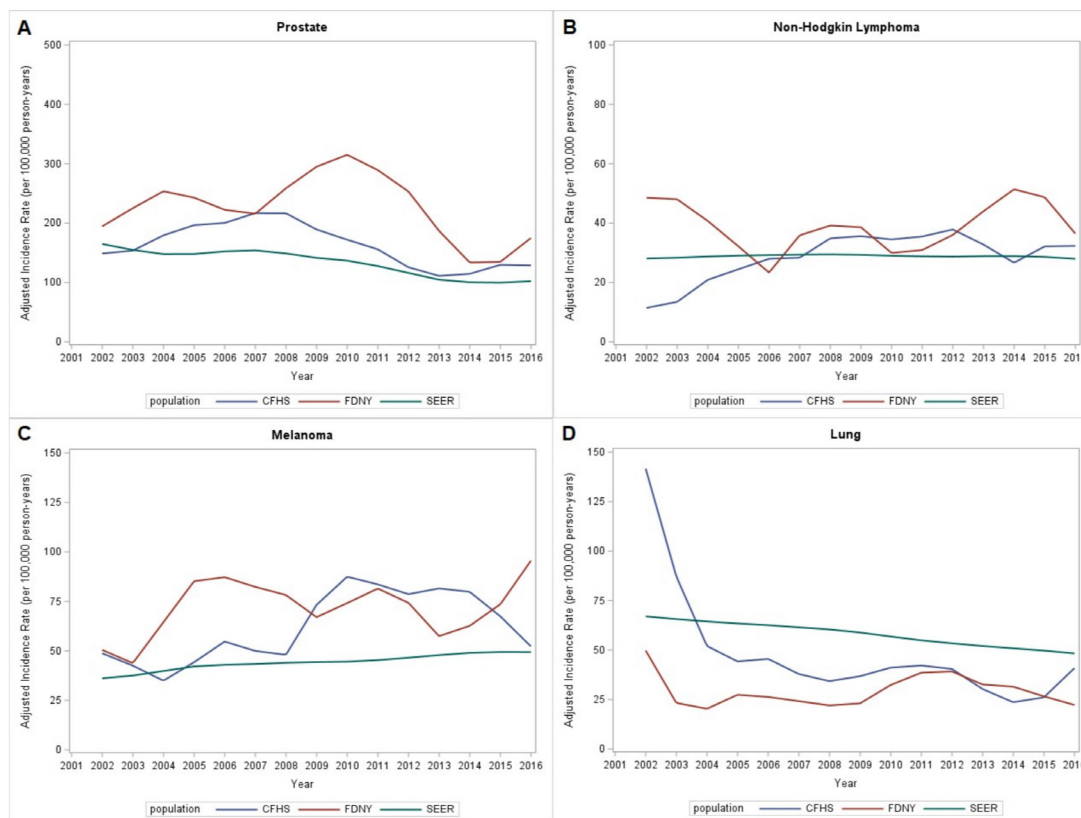 A
Prostate
Adjusted Incidence Rate (per 100,000 person-years)
500
400
300
200
100
0
2001 2002 2003 2004 2005 2006 2007 2008 2009 2010 2011 2012 2013 2014 2015 2016
Year
population CFHS FDNY SEER
B
Non-Hodgkin Lymphoma
Adjusted Incidence Rate (per 100,000 person-years)
100
80
60
40
20
0
2001 2002 2003 2004 2005 2006 2007 2008 2009 2010 2011 2012 2013 2014 2015 2016
Year
population CFHS FDNY SEER
C
Melanoma
Adjusted Incidence Rate (per 100,000 person-years)
150
125
100
75
50
25
0
2001 2002 2003 2004 2005 2006 2007 2008 2009 2010 2011 2012 2013 2014 2015 2016
Year
population CFHS FDNY SEER
D
Lung
Adjusted Incidence Rate (per 100,000 person-years)
150
125
100
75
50
25
0
2001 2002 2003 2004 2005 2006 2007 2008 2009 2010 2011 2012 2013 2014 2015 2016
Year
population CFHS FDNY SEER